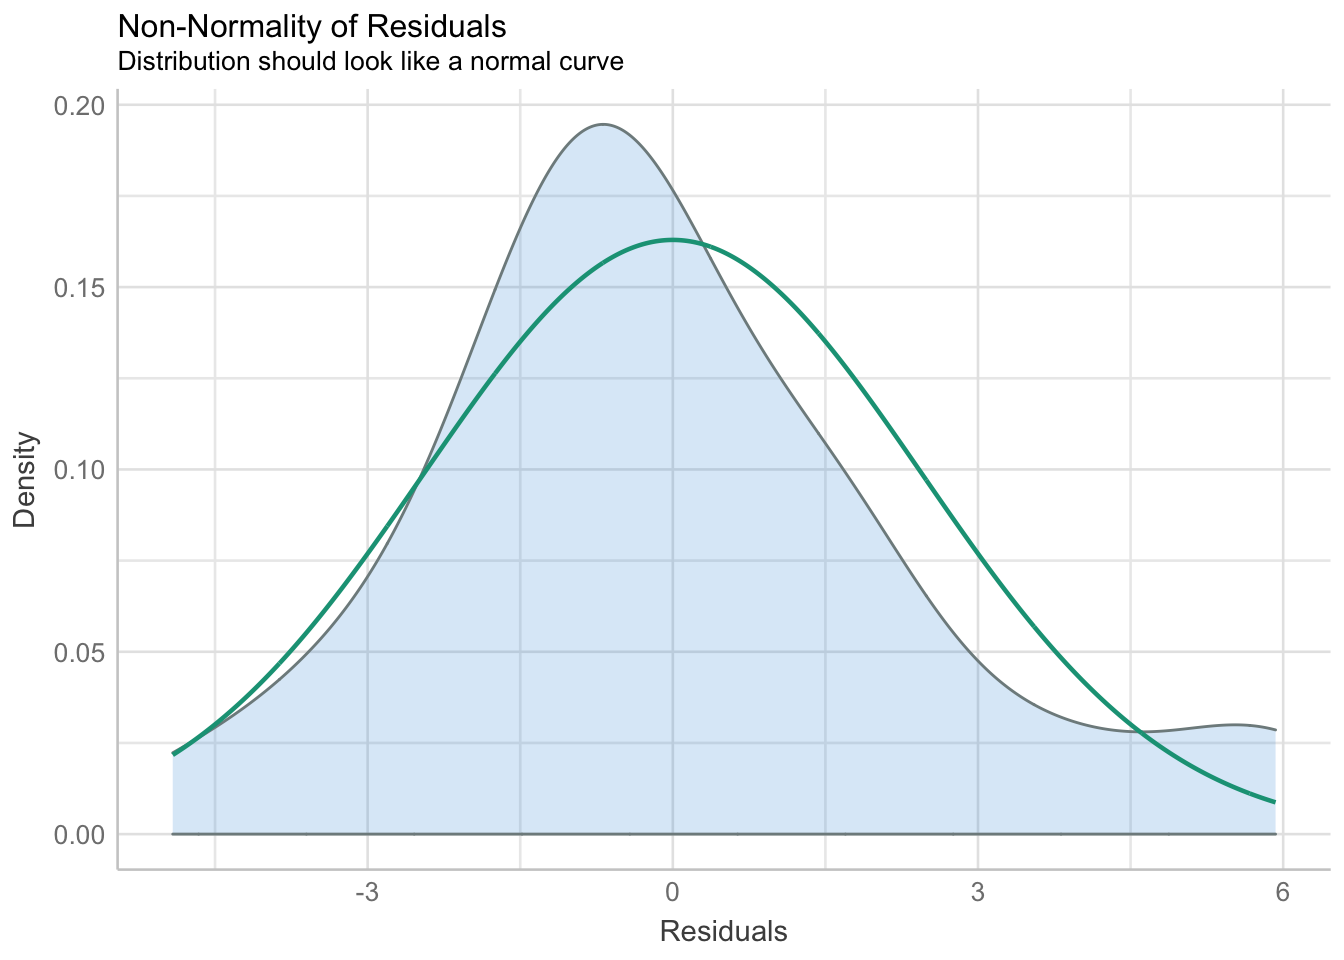 Non-Normality of Residuals
Distribution should look like a normal curve
0.20
0.15
0.10
0.05
0.00
Density
-3
0
3
6
Residuals